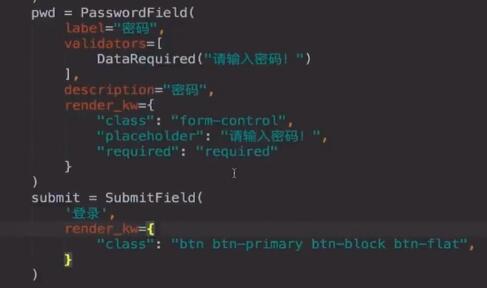 pwd = PasswordField(
label="密码",
validators=[
DataRequired("请输入密码！")
],
description="密码",
render_kw={
"class": "form-control",
"placeholder": "请输入密码！",
"required": "required"
}
)
submit = SubmitField(
'登录',
render_kw={
"class": "btn btn-primary btn-block btn-flat",
}
)